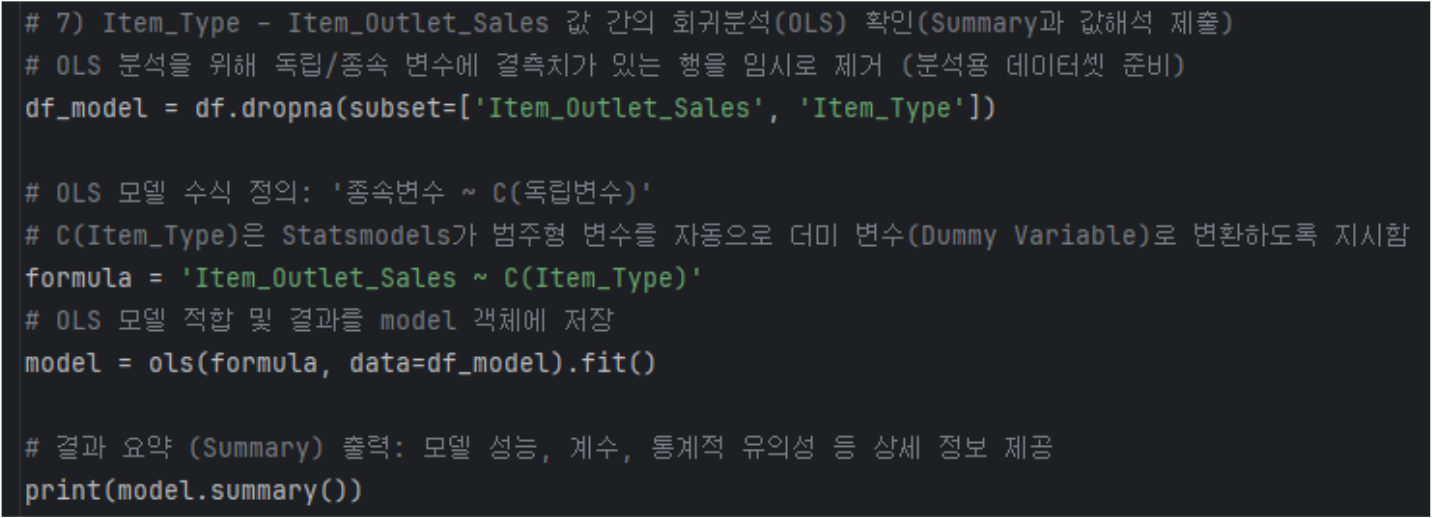 # 7) Item_Type - Item_Outlet_Sales 값 간의 회귀분석(OLS) 확인(Summary과 값해석 제출)
# OLS 분석을 위해 독립/종속 변수에 결측치가 있는 행을 임시로 제거 (분석용 데이터셋 준비)
df_model = df.dropna(subset=['Item_Outlet_Sales', 'Item_Type'])
# OLS 모델 수식 정의: '종속변수 ~ C(독립변수)'
# C(Item_Type)은 Statsmodels가 범주형 변수를 자동으로 더미 변수(Dummy Variable)로 변환하도록 지시함
formula = 'Item_Outlet_Sales ~ C(Item_Type)'
# OLS 모델 적합 및 결과를 model 객체에 저장
model = ols(formula, data=df_model).fit()
# 결과 요약 (Summary) 출력: 모델 성능, 계수, 통계적 유의성 등 상세 정보 제공
print(model.summary())